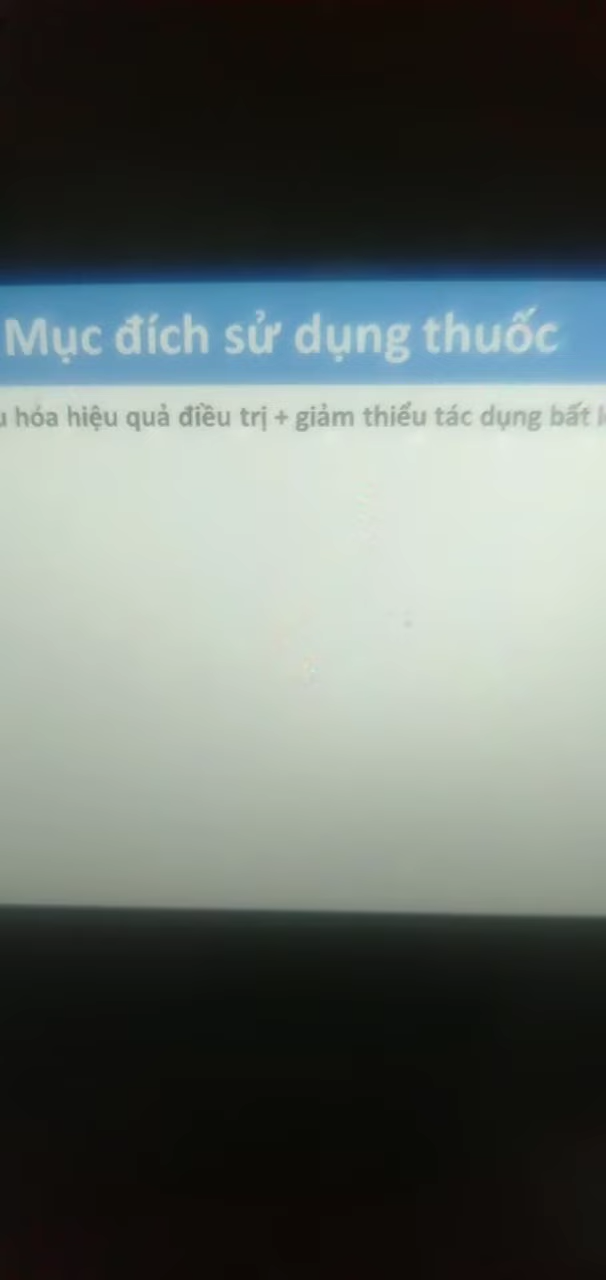 Mục đích sử dụng thuốc
hóa hiệu quả điều trị + giảm thiểu tác dụng bất